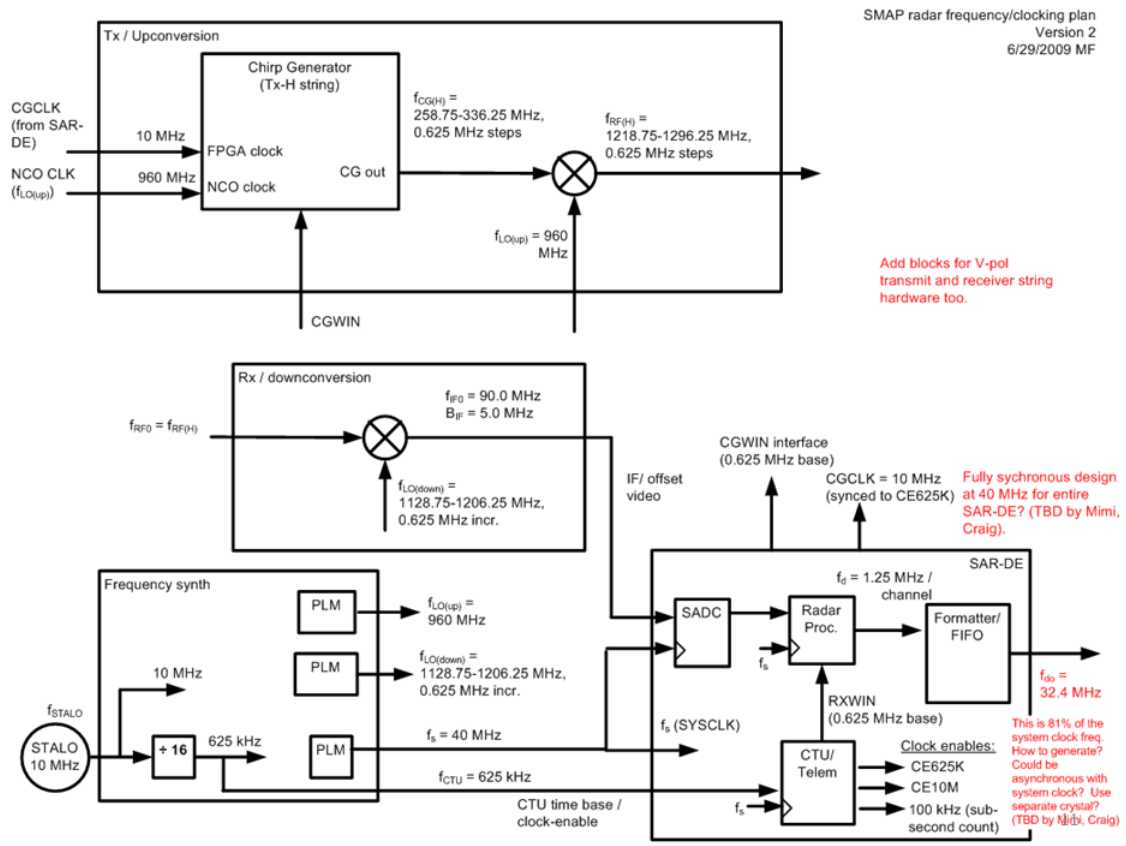 SMAP radar frequency/clocking plan
Version 2
6/29/2009 MF
Tx / Upconversion
Chirp Generator
(Tx-H string)
CGCLK
(from SAR-
DE)
10 MHz
FPGA clock
NCO CLK
(fLO(up))
960 MHz
NCO clock
CG out
fCG(H) =
258.75-336.25 MHz,
0.625 MHz steps
fRF(H) =
1218.75-1296.25 MHz,
0.625 MHz steps
fLO(up) = 960
MHz
CGWIN
Add blocks for V-pol
transmit and receiver string
hardware too.
Rx / downconversion
fIF0 = 90.0 MHz
BIF = 5.0 MHz
fRF0 = fRF(H)
fLO(down) =
1128.75-1206.25 MHz,
0.625 MHz incr.
IF/ offset
video
CGWIN interface
(0.625 MHz base)
CGCLK = 10 MHz
(synced to CE625K)
Fully sychronous design
at 40 MHz for entire
SAR-DE? (TBD by Mimi,
Craig).
Frequency synth
PLM
fLO(up) =
960 MHz
PLM
fLO(down) =
1128.75-1206.25 MHz,
0.625 MHz incr.
10 MHz
fSTALO
STALO
10 MHz
÷ 16
625 kHz
PLM
fs = 40 MHz
fCTU = 625 kHz
CTU time base /
clock-enable
SAR-DE
SADC
fd = 1.25 MHz /
channel
Radar
Proc.
fs
Formatter/
FIFO
fdo =
32.4 MHz
RXWIN
(0.625 MHz base)
fs (SYSCLK)
CTU/
Telem
fs
Clock enables:
CE625K
CE10M
100 kHz (sub-
second count)
This is 81% of the
system clock freq.
How to generate?
Could be
asynchronous with
system clock? Use
separate crystal?
(TBD by Mimi, Craig)